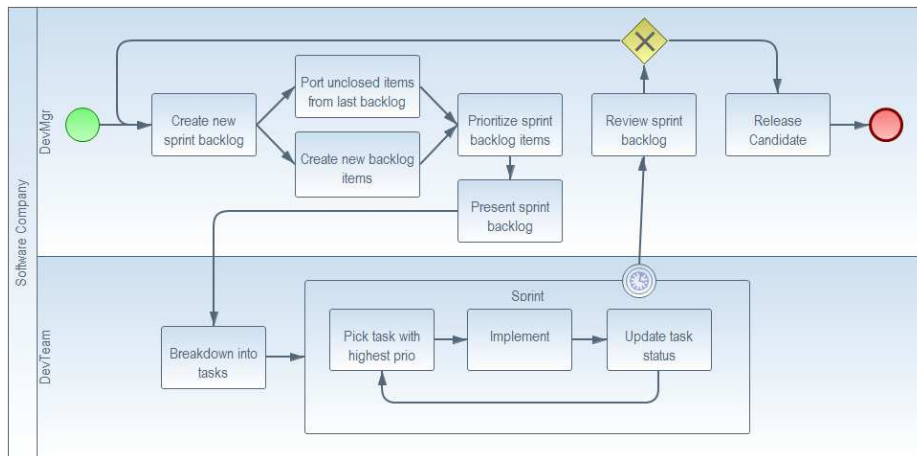 Software Company
DevMgr
Create new
sprint backlog
Port unclosed items
from last backlog
Create new backlog
items
Prioritize sprint
backlog items
Present sprint
backlog
Review sprint
backlog
Release
Candidate
DevTeam
Breakdown into
tasks
Sprint
Pick task with
highest prio
Implement
Update task
status